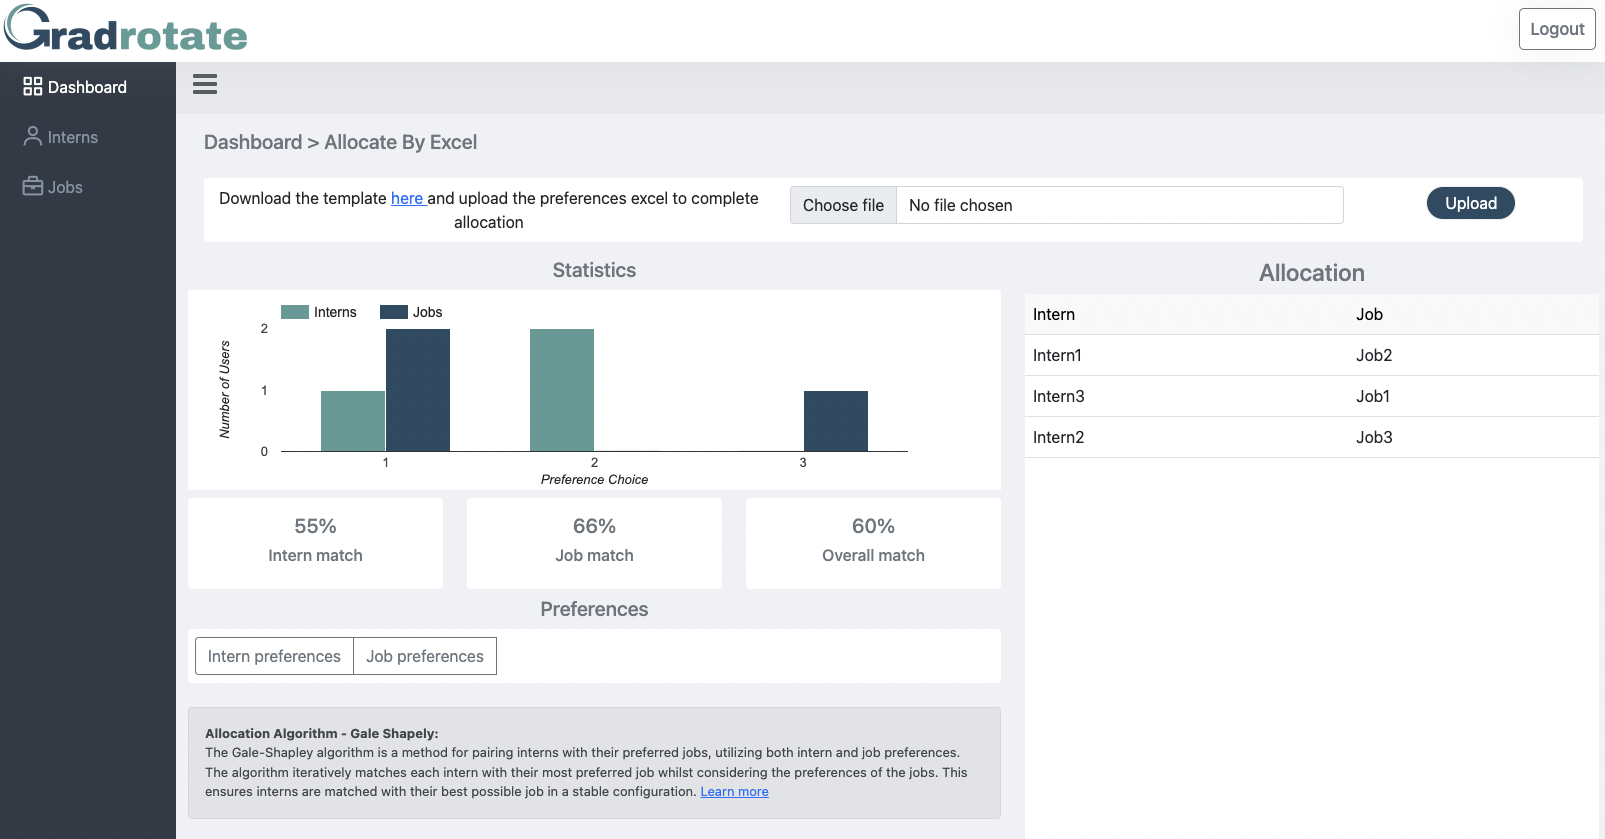 Gradrotate
Logout
Dashboard
Interns
Jobs
Dashboard > Allocate By Excel
Download the template here and upload the preferences excel to complete
allocation
Choose file No file chosen
Upload
Statistics
Interns Jobs
Number of Users
2
1
0
1 2 3
Preference Choice
55%
Intern match
66%
Job match
60%
Overall match
Preferences
Intern preferences Job preferences
Allocation Algorithm - Gale Shapely:
The Gale-Shapley algorithm is a method for pairing interns with their preferred jobs, utilizing both intern and job preferences.
The algorithm iteratively matches each intern with their most preferred job whilst considering the preferences of the jobs. This
ensures interns are matched with their best possible job in a stable configuration. Learn more
Allocation
Intern Job
Intern1 Job2
Intern3 Job1
Intern2 Job3